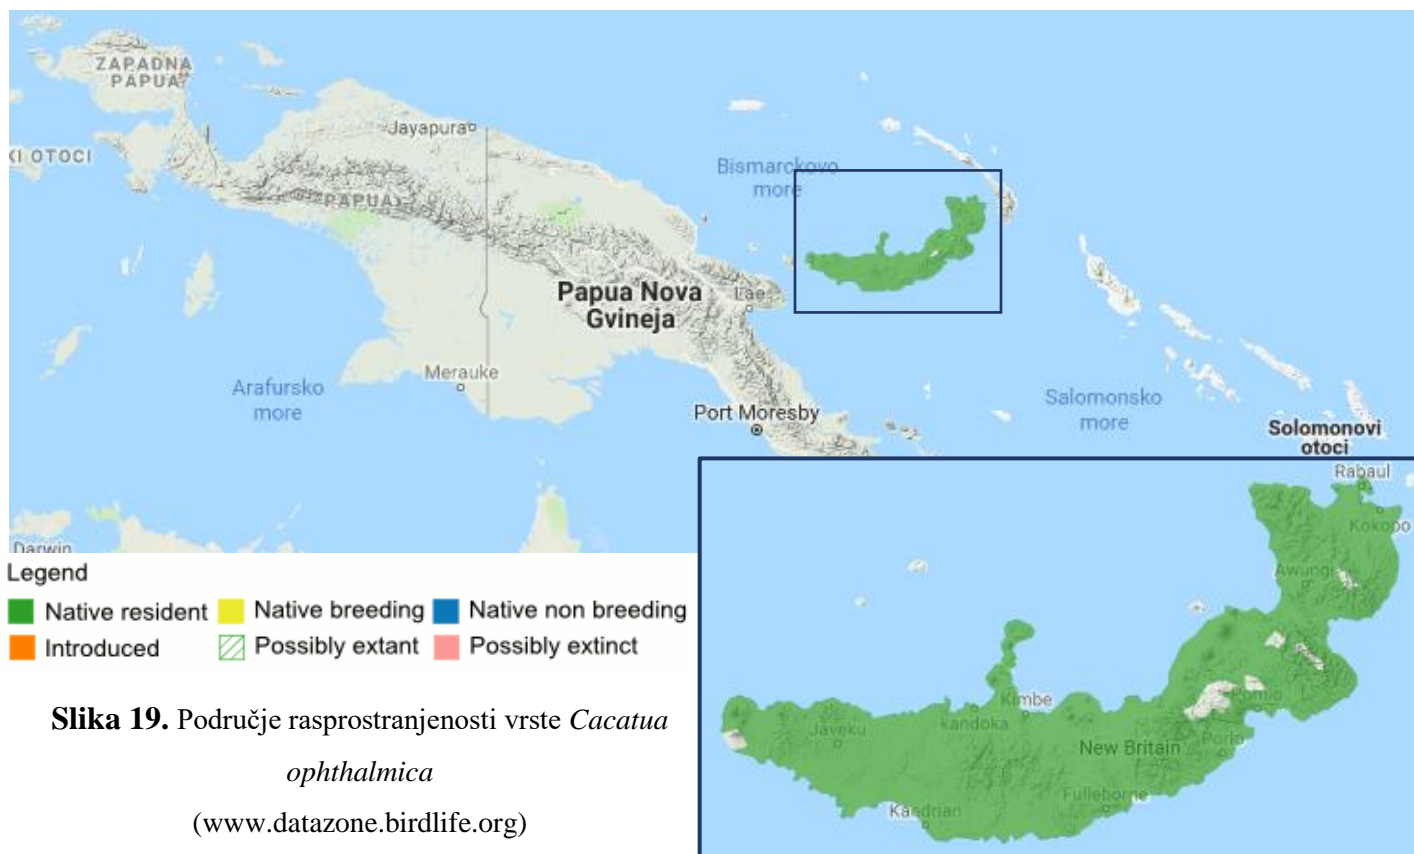 ZAPADNA
PAPUA
Jayapura
KI OTOCI
Bismarckovo
more
PAPUA
Papua Nova
Gvineja
Lae
Merauke
Arafursko
more
Salomonsko
more
Port Moresby
Solomonovi
otoci
Darwin
Rabaul
Kokopo
Awungi
Kimbe
kandoka
Javeku
Pomio
Porlo
New Britain
Fulleborne
Kandrian
Legend
Native resident Native breeding Native non breeding
Introduced Possibly extant Possibly extinct
Slika 19. Područje rasprostranjenosti vrste Cacatua
ophthalmica
(www.datazone.birdlife.org)